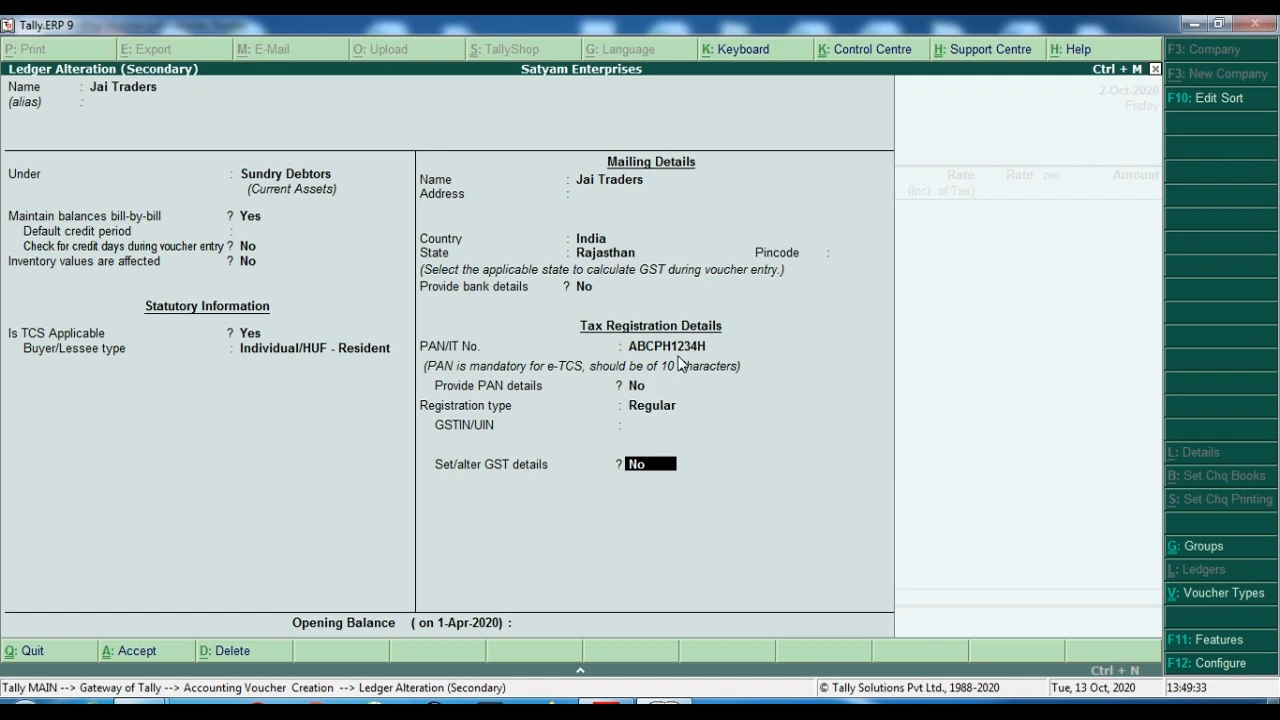 Tally.ERP 9
P: Print E: Export M: E-Mail O: Upload S: TallyShop G: Language K: Keyboard K: Control Centre H: Support Centre H: Help
F3: Company
Ledger Alteration (Secondary) Satyam Enterprises Ctrl + M
F3: New Company
Name : Jai Traders
(alias) :
2-Oct-2020
Friday
F10: Edit Sort
Mailing Details
Under : Sundry Debtors
(Current Assets)
Name : Jai Traders
Address :
Rate Rate per Amount
(Incl. of Tax)
Maintain balances bill-by-bill ? Yes
Default credit period :
Check for credit days during voucher entry ? No
Inventory values are affected ? No
Country : India
State : Rajasthan Pincode :
(Select the applicable state to calculate GST during voucher entry.)
Provide bank details ? No
Statutory Information
Is TCS Applicable ? Yes
Buyer/Lessee type : Individual/HUF - Resident
Tax Registration Details
PAN/IT No. : ABCPH1234H
(PAN is mandatory for e-TCS, should be of 10 characters)
Provide PAN details ? No
Registration type : Regular
GSTIN/UIN :
Set/alter GST details ? No
L: Details
B: Set Chq Books
S: Set Chq Printing
G: Groups
L: Ledgers
V: Voucher Types
F11: Features
F12: Configure
Opening Balance ( on 1-Apr-2020) :
Q: Quit A: Accept D: Delete
Ctrl + N
Tally MAIN --> Gateway of Tally --> Accounting Voucher Creation --> Ledger Alteration (Secondary) © Tally Solutions Pvt Ltd., 1988-2020 Tue, 13 Oct, 2020 13:49:33